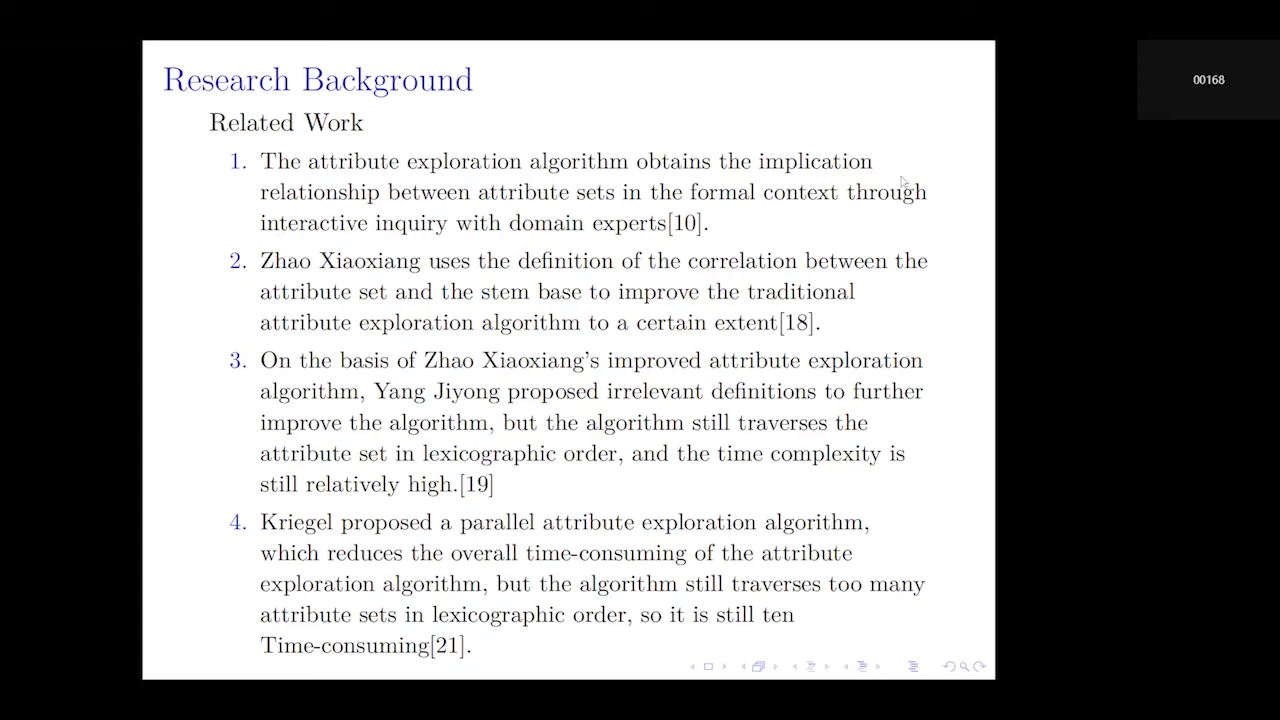 Research Background
00168
Related Work
1. The attribute exploration algorithm obtains the implication
relationship between attribute sets in the formal context through
interactive inquiry with domain experts[10].
2. Zhao Xiaoxiang uses the definition of the correlation between the
attribute set and the stem base to improve the traditional
attribute exploration algorithm to a certain extent[18].
3. On the basis of Zhao Xiaoxiang's improved attribute exploration
algorithm, Yang Jiyong proposed irrelevant definitions to further
improve the algorithm, but the algorithm still traverses the
attribute set in lexicographic order, and the time complexity is
still relatively high.[19]
4. Kriegel proposed a parallel attribute exploration algorithm,
which reduces the overall time-consuming of the attribute
exploration algorithm, but the algorithm still traverses too many
attribute sets in lexicographic order, so it is still ten
Time-consuming[21].